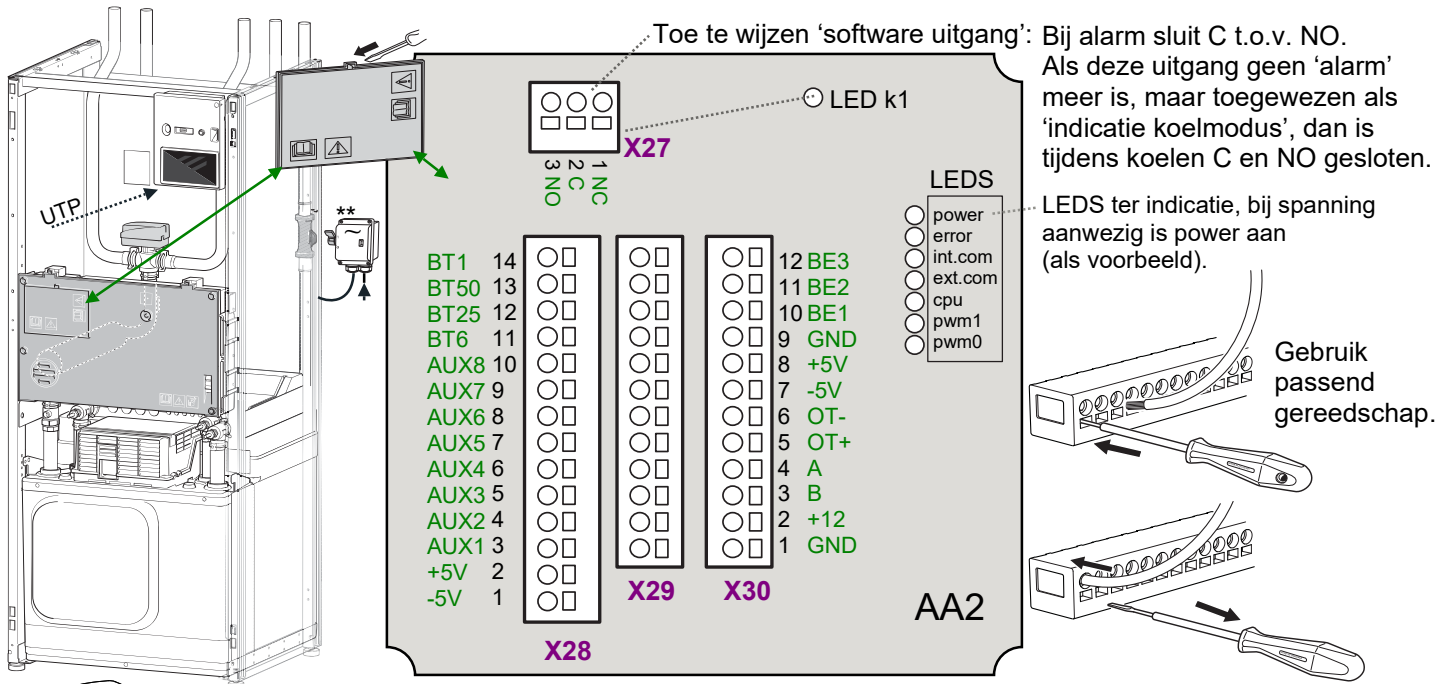 Toe te wijzen ‘software uitgang’:
Bij alarm sluit C t.o.v. NO.
Als deze uitgang geen ‘alarm’
meer is, maar toegewezen als
‘indicatie koelmodus’, dan is
tijdens koelen C en NO gesloten.
LED k1
X27
3 NO
2 C
1 NC
UTP
**
LEDS
power
error
int.com
ext.com
cpu
pwm1
pwm0
LEDS ter indicatie, bij spanning
aanwezig is power aan
(als voorbeeld).
BT1 14
BT50 13
BT25 12
BT6 11
AUX8 10
AUX7 9
AUX6 8
AUX5 7
AUX4 6
AUX3 5
AUX2 4
AUX1 3
+5V 2
-5V 1
X28
X29
12 BE3
11 BE2
10 BE1
9 GND
8 +5V
7 -5V
6 OT-
5 OT+
4 A
3 B
2 +12
1 GND
X30
AA2
Gebruik
passend
gereedschap.